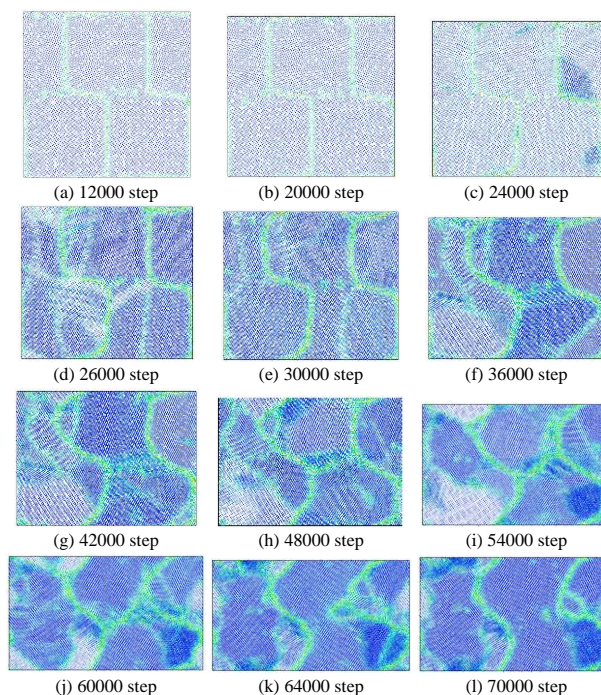 (a) 12000 step
(b) 20000 step
(c) 24000 step
(d) 26000 step
(e) 30000 step
(f) 36000 step
(g) 42000 step
(h) 48000 step
(i) 54000 step
(j) 60000 step
(k) 64000 step
(l) 70000 step